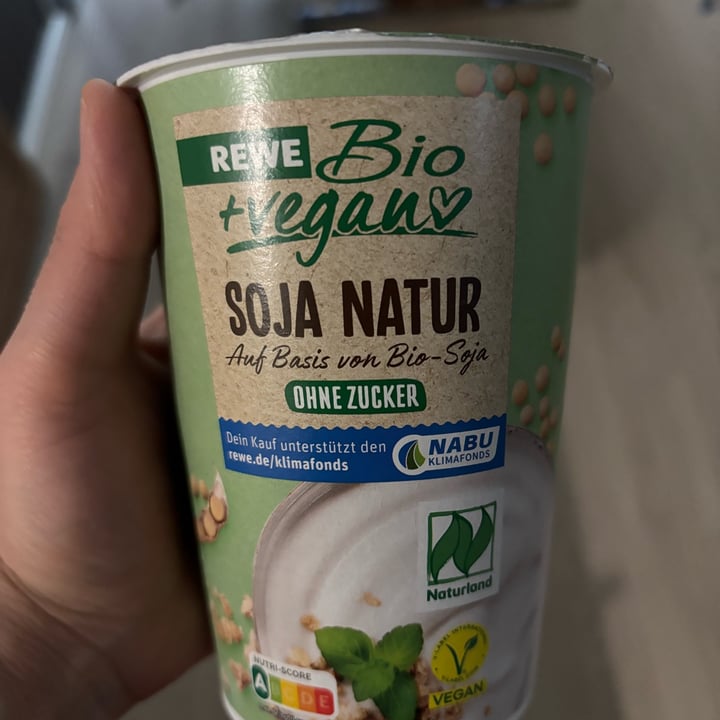 REWE Bio
+vegan
SOJA NATUR
Auf Basis von Bio-Soja
OHNE ZUCKER
Dein Kauf unterstützt den
rewe.de/klimafonds
NABU
KLIMAFONDS
Naturland
VEGAN
NUTRI-SCORE
A B C D E